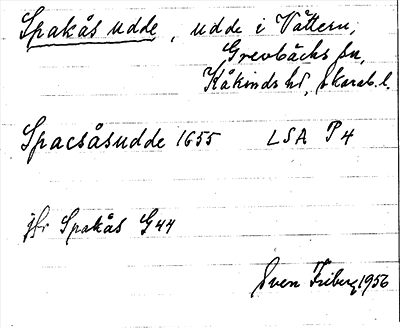 Spakås udde, udde i Vättern,
Grevbäcks sn,
Kåkinds hd, Skarab. l.
Spacsåsudde 1655 LSA P4
jfr Spakås G44
Sven Friberg 1956